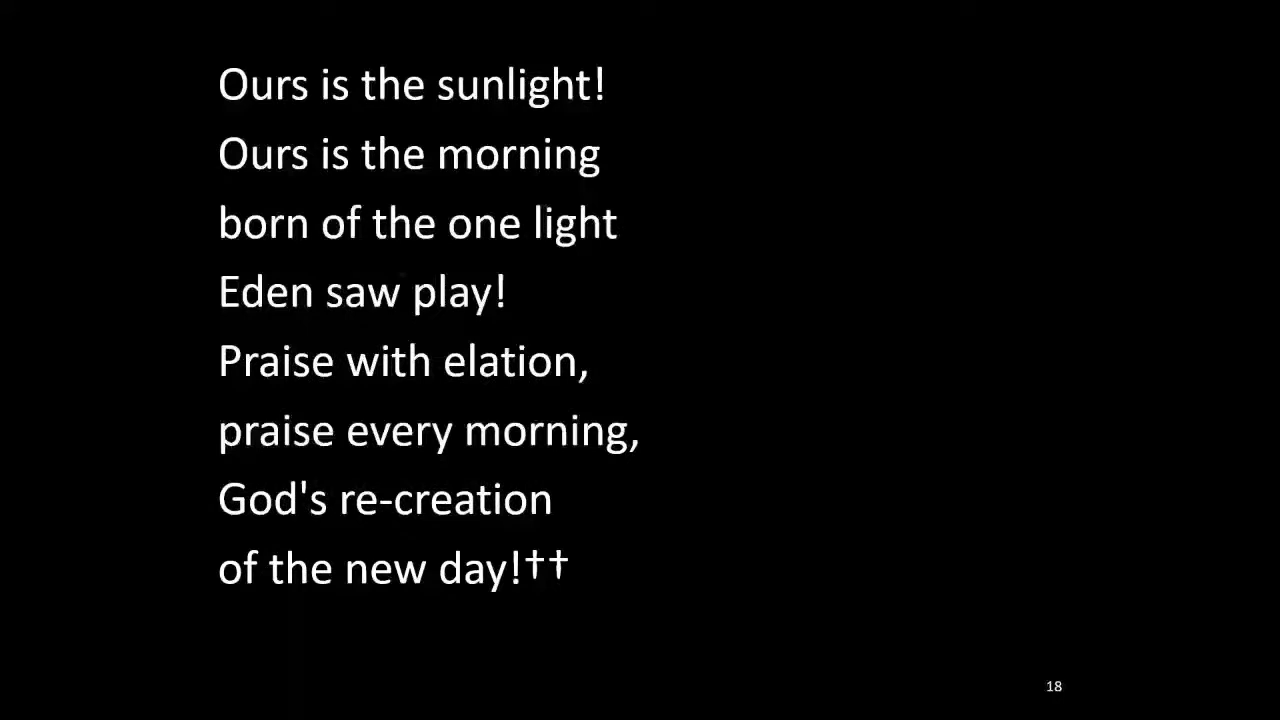 Ours is the sunlight!
Ours is the morning
born of the one light
Eden saw play!
Praise with elation,
praise every morning,
God's re-creation
of the new day!††
18